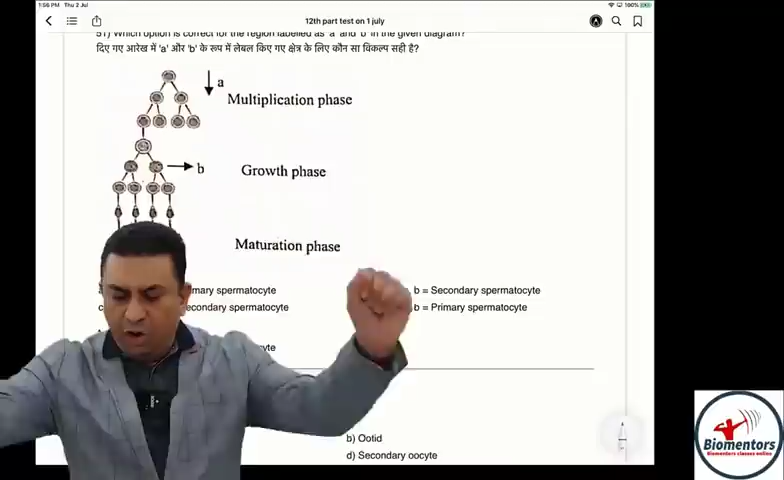 1:56 PM Thu 2 Jul
100%
12th part test on 1 july
51) Which option is correct for the region labelled as 'a' and 'b' in the given diagram?
दिए गए आरेख में 'a' और 'b' के रूप में लेबल किए गए क्षेत्र के लिए कौन सा विकल्प सही है?
a
Multiplication phase
b
Growth phase
Maturation phase
spermatocyte b = Secondary spermatocyte
spermatocyte b = Primary spermatocyte
b) Ootid
d) Secondary oocyte
Biomentors
Biomentors classes online